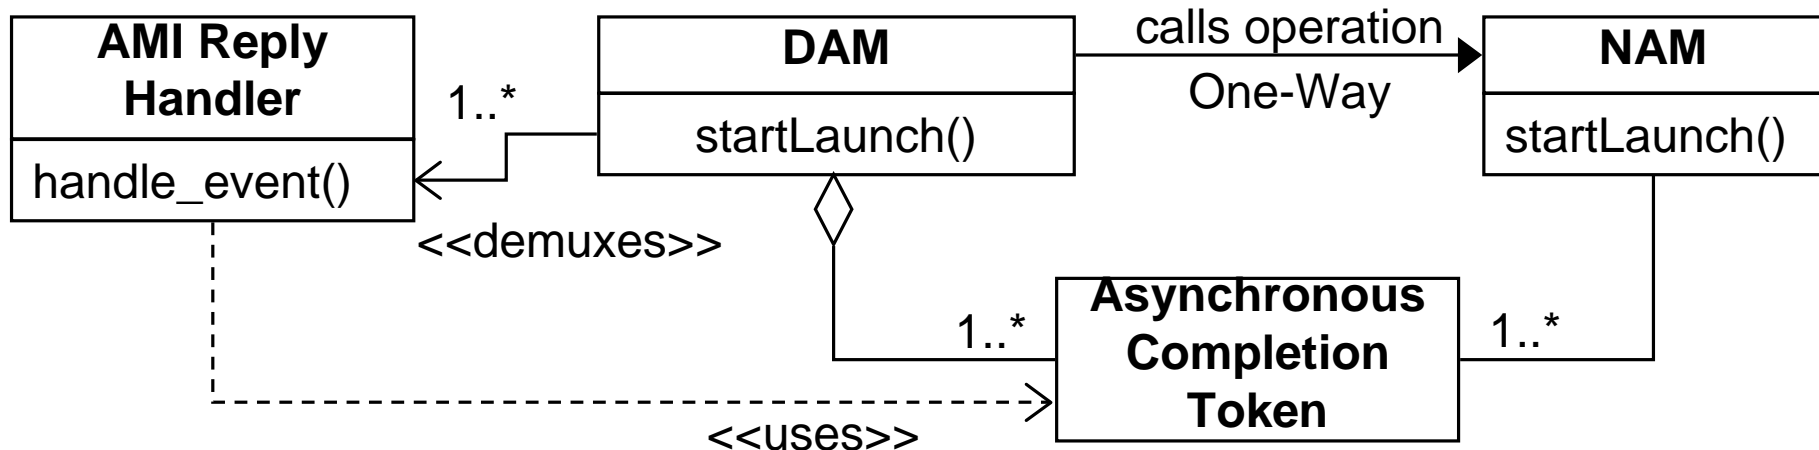 AMI Reply
Handler
handle_event()
1..*
<<demuxes>>
DAM
startLaunch()
calls operation
One-Way
NAM
startLaunch()
1..*
Asynchronous
Completion
Token
1..*
<<uses>>